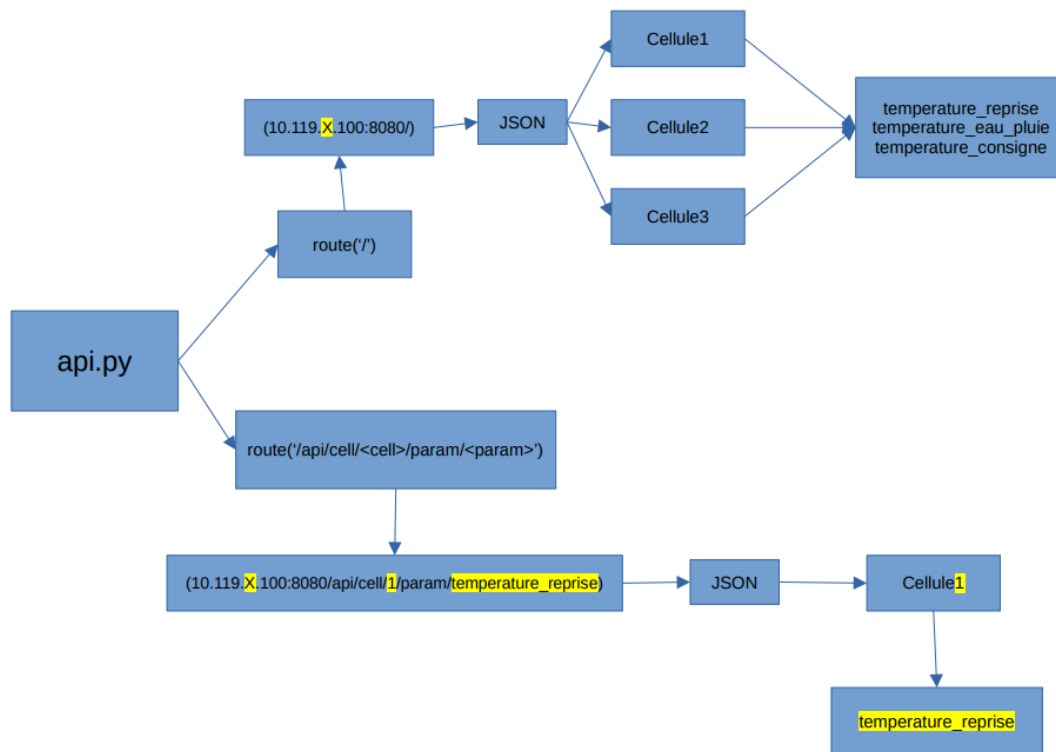 Cellule1
(10.119.X.100:8080/)
JSON
Cellule2
temperature_reprise
temperature_eau_pluie
temperature_consigne
Cellule3
route(‘/’)
api.py
route(‘/api/cell/<cell>/param/<param>’)
(10.119.X.100:8080/api/cell/1/param/temperature_reprise)
JSON
Cellule1
temperature_reprise